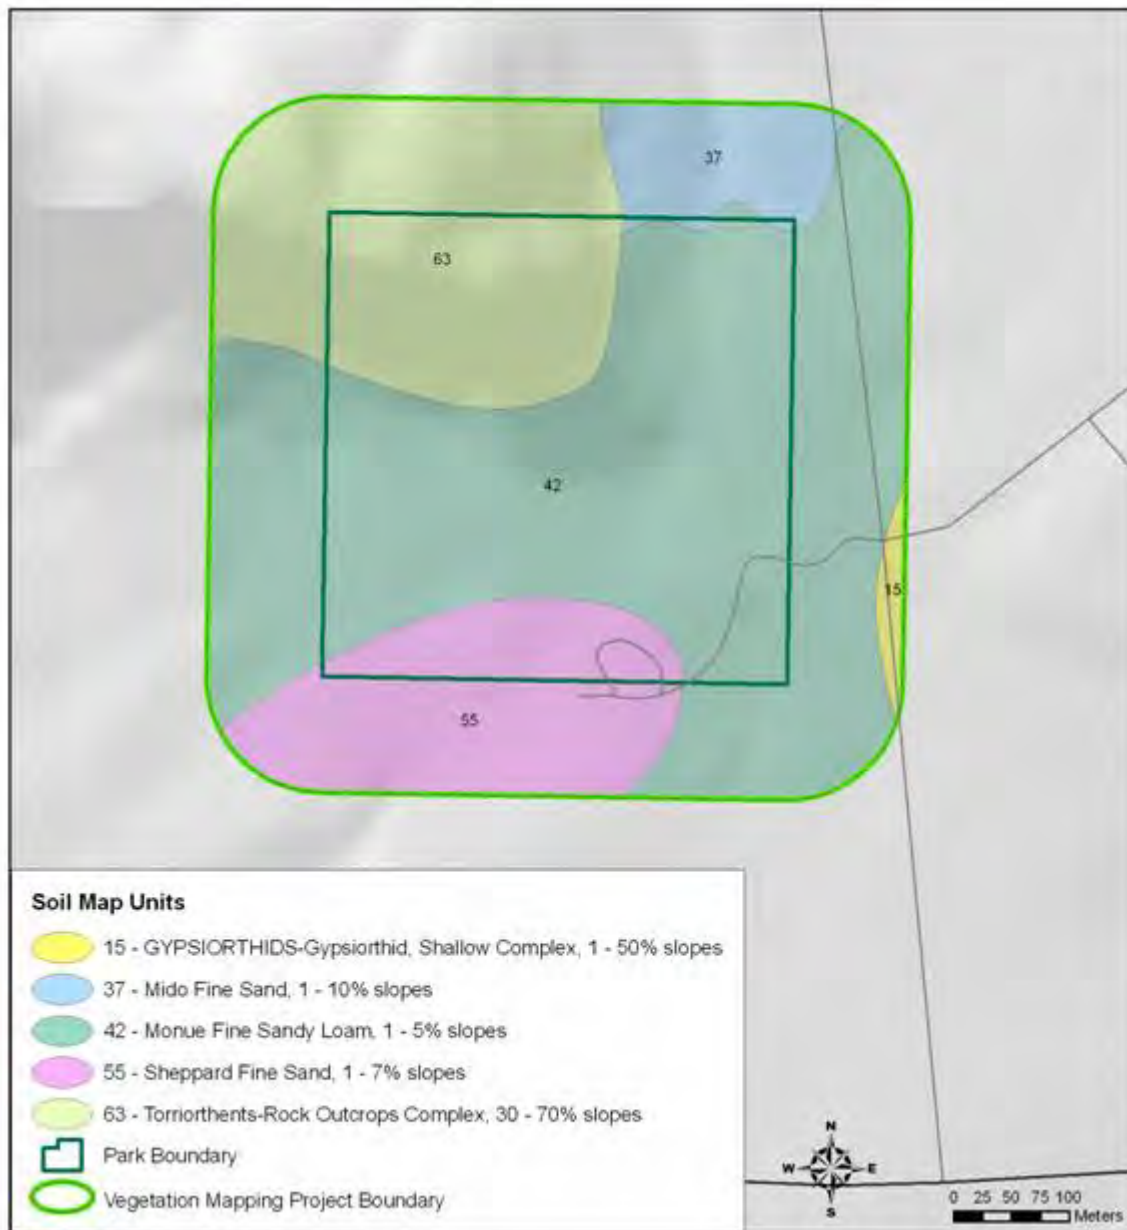 37
63
42
15
55
Soil Map Units
15 - GYPSIORTHIDS-Gypsiorthid, Shallow Complex, 1 - 50% slopes
37 - Mido Fine Sand, 1 - 10% slopes
42 - Monue Fine Sandy Loam, 1 - 5% slopes
55 - Sheppard Fine Sand, 1 - 7% slopes
63 - Torriorthents-Rock Outcrops Complex, 30 - 70% slopes
Park Boundary
Vegetation Mapping Project Boundary
N
W E
S
0 25 50 75 100
Meters